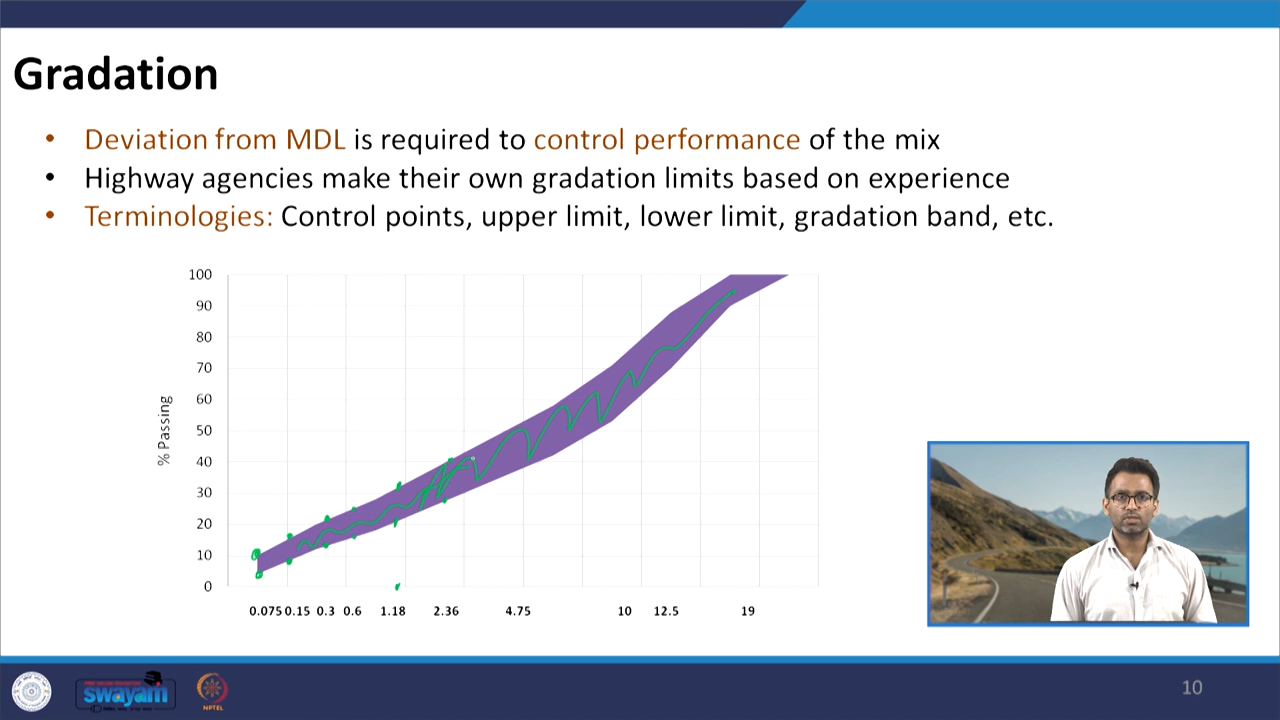 Gradation
• Deviation from MDL is required to control performance of the mix
• Highway agencies make their own gradation limits based on experience
• Terminologies: Control points, upper limit, lower limit, gradation band, etc.
100
90
80
70
60
50
40
30
20
10
0
% Passing
0.075 0.15 0.3 0.6 1.18 2.36 4.75 10 12.5 19
swayam
NPTEL
10